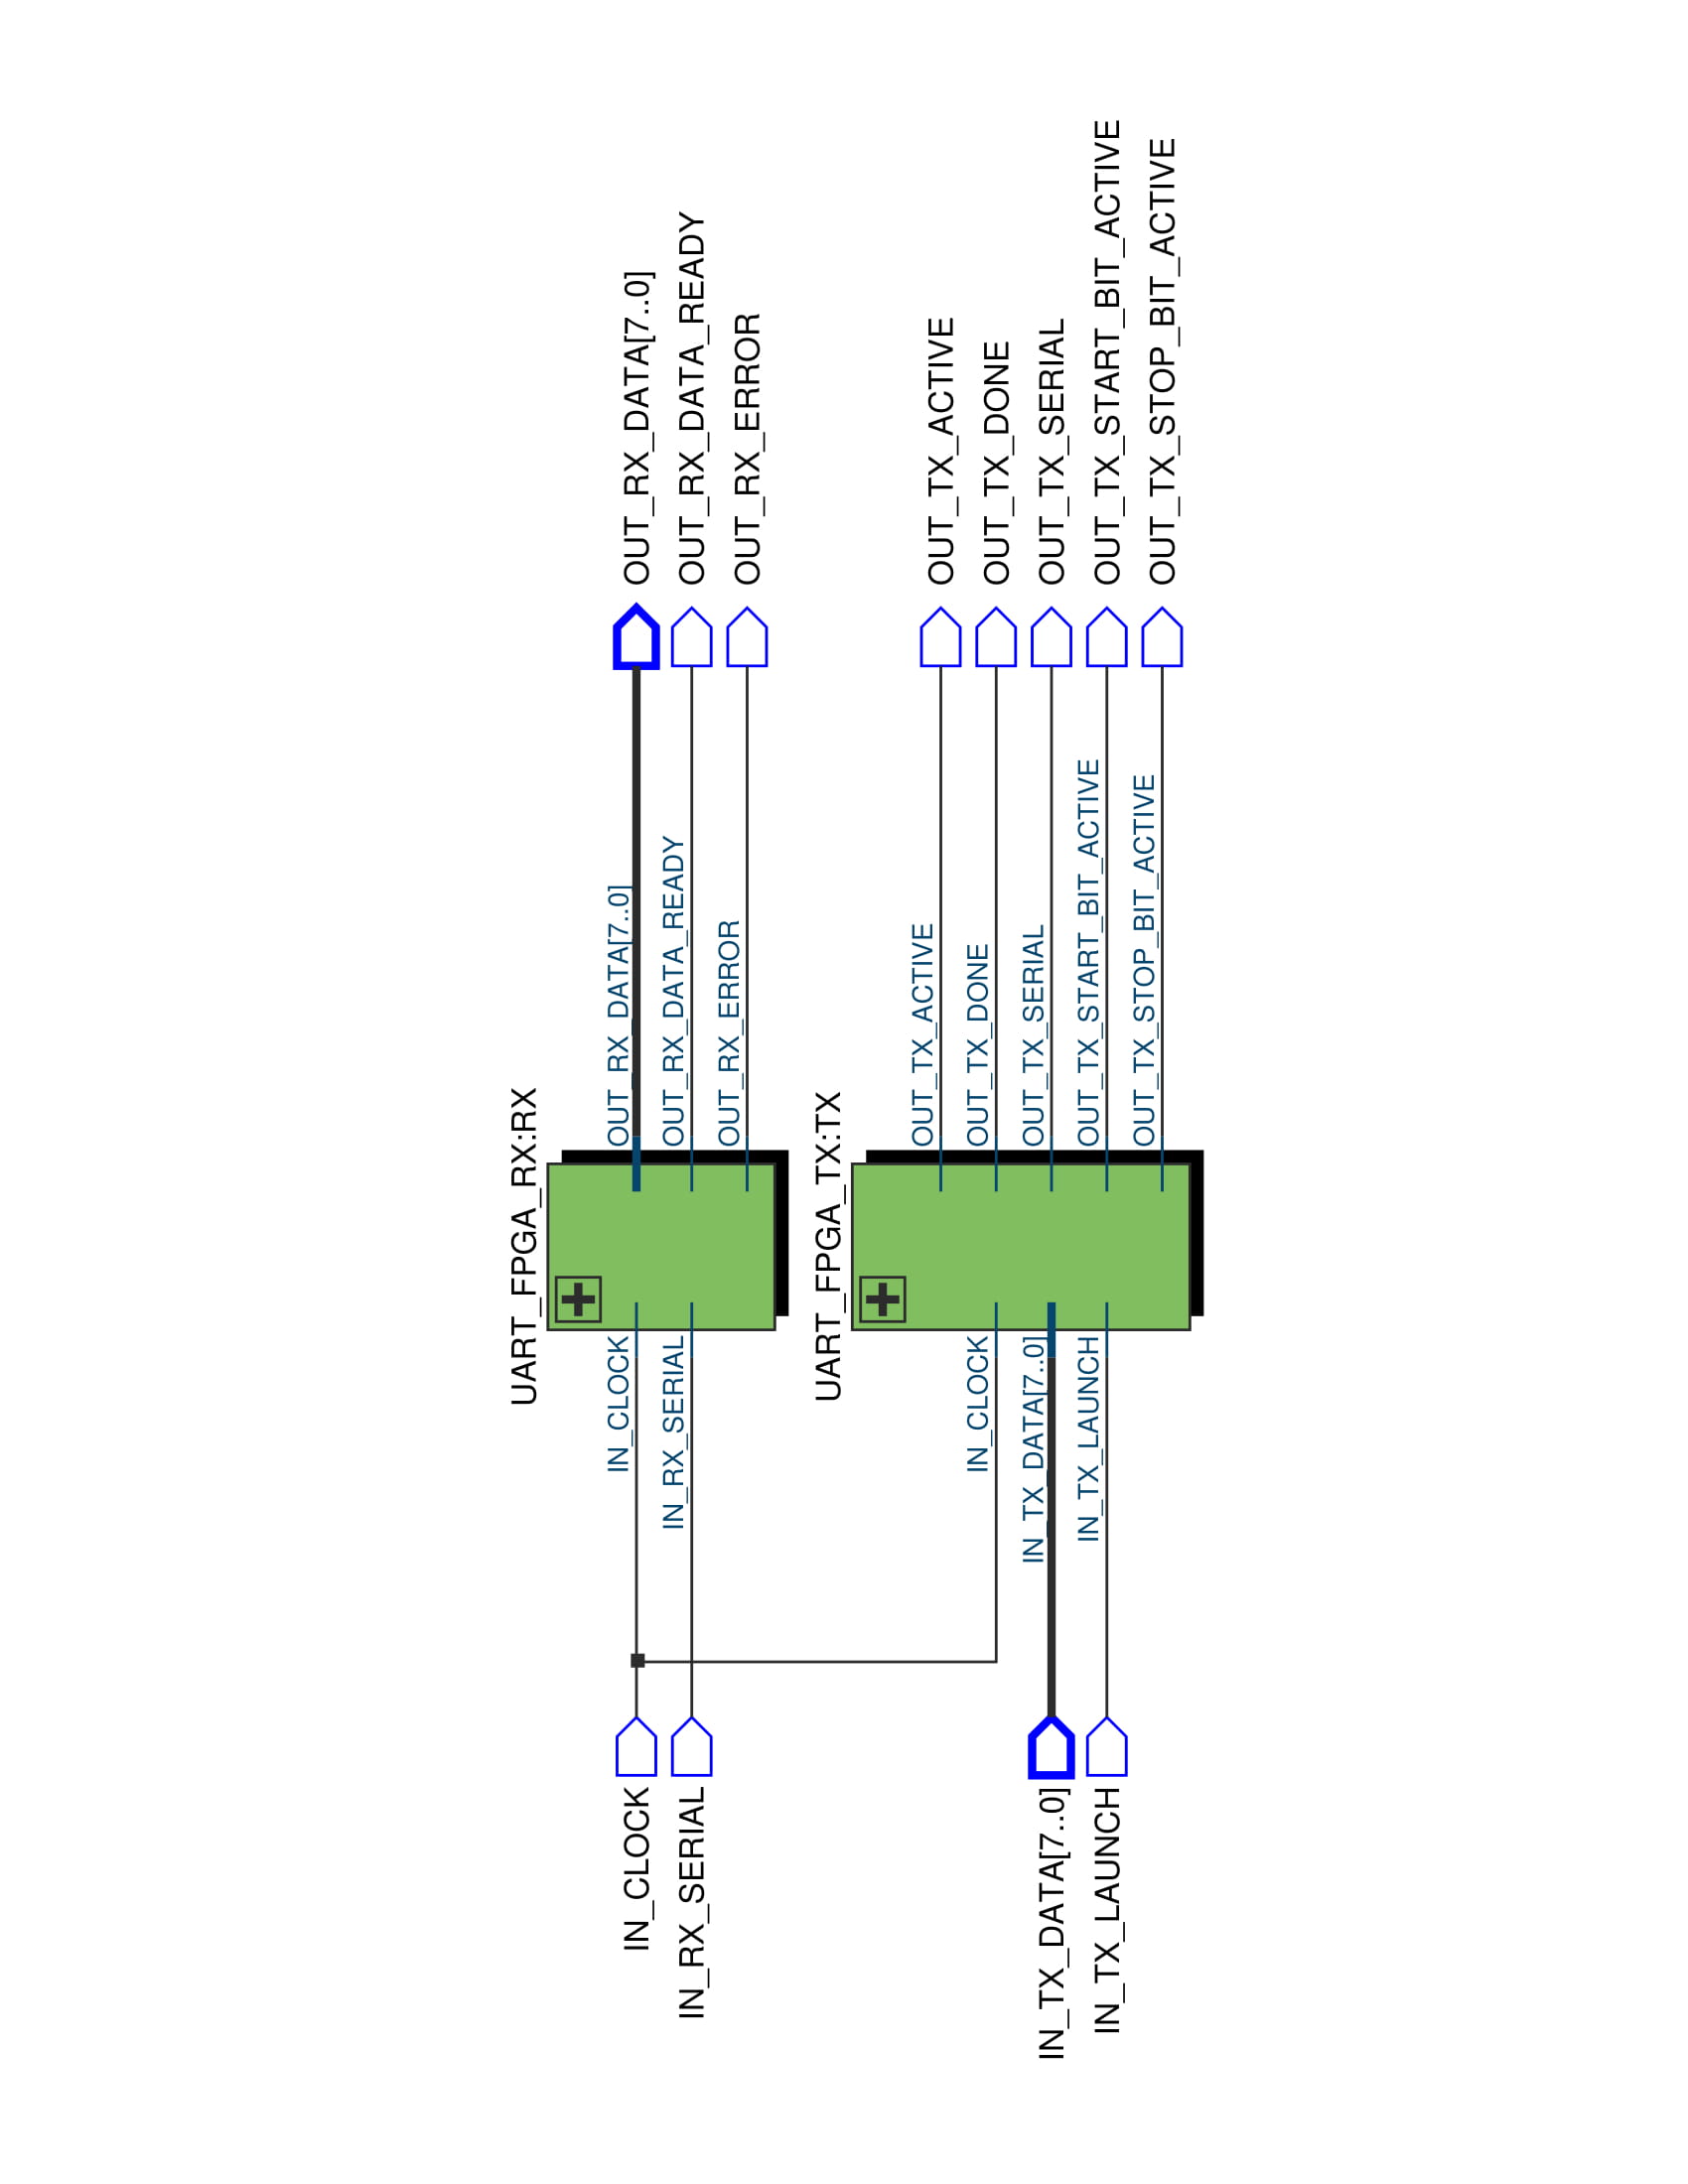 UART_FPGA_RX:RX
IN_CLOCK
IN_CLOCK
OUT_RX_DATA[7..0]
OUT_RX_DATA[7..0]
IN_RX_SERIAL
IN_RX_SERIAL
OUT_RX_DATA_READY
OUT_RX_DATA_READY
OUT_RX_ERROR
OUT_RX_ERROR
UART_FPGA_TX:TX
OUT_TX_ACTIVE
OUT_TX_ACTIVE
IN_CLOCK
OUT_TX_DONE
OUT_TX_DONE
IN_TX_DATA[7..0]
IN_TX_DATA[7..0]
OUT_TX_SERIAL
OUT_TX_SERIAL
IN_TX_LAUNCH
IN_TX_LAUNCH
OUT_TX_START_BIT_ACTIVE
OUT_TX_START_BIT_ACTIVE
OUT_TX_STOP_BIT_ACTIVE
OUT_TX_STOP_BIT_ACTIVE